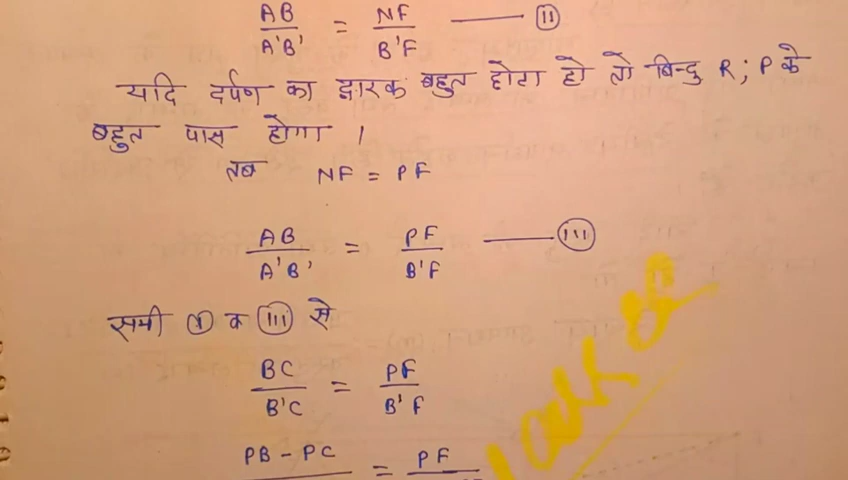 AB/A'B' = NF/B'F —— (II)
यदि दर्पण का द्वारक बहुत छोटा हो तो बिन्दु R ; P के
बहुत पास होगा ।
तब NF = PF
AB/A'B' = PF/B'F —— (III)
समी (I) व (III) से
BC/B'C = PF/B'F
PB - PC = PF